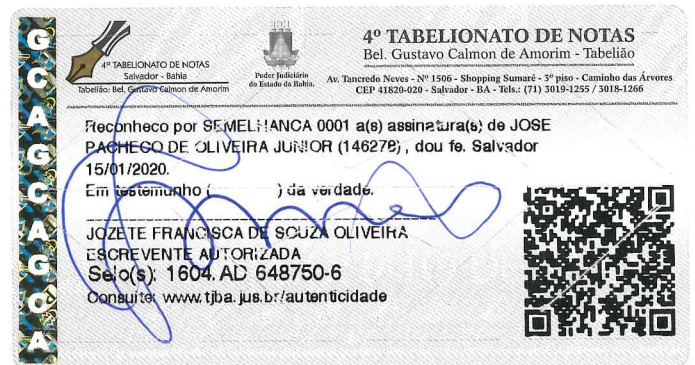 4º TABELIONATO DE NOTAS
Salvador - Bahia
Tabelião: Bel. Gustavo Calmon de Amorim
Poder Judiciário
do Estado da Bahia.
4º TABELIONATO DE NOTAS
Bel. Gustavo Calmon de Amorim - Tabelião
Av. Tancredo Neves - Nº 1506 - Shopping Sumaré - 3º piso - Caminho das Árvores
CEP 41820-020 - Salvador - BA - Tels.: (71) 3019-1255 / 3018-1266
GCAGCAGCA
Reconheco por SEMELHANCA 0001 a(s) assinatura(s) de JOSE
PACHECO DE OLIVEIRA JUNIOR (146278), dou fe. Salvador
15/01/2020.
Em testemunho ( ) da verdade.
JOZETE FRANCISCA DE SOUZA OLIVEIRA
ESCREVENTE AUTORIZADA
Selo(s): 1604.AD 648750-6
Consulte: www.tjba.jus.br/autenticidade